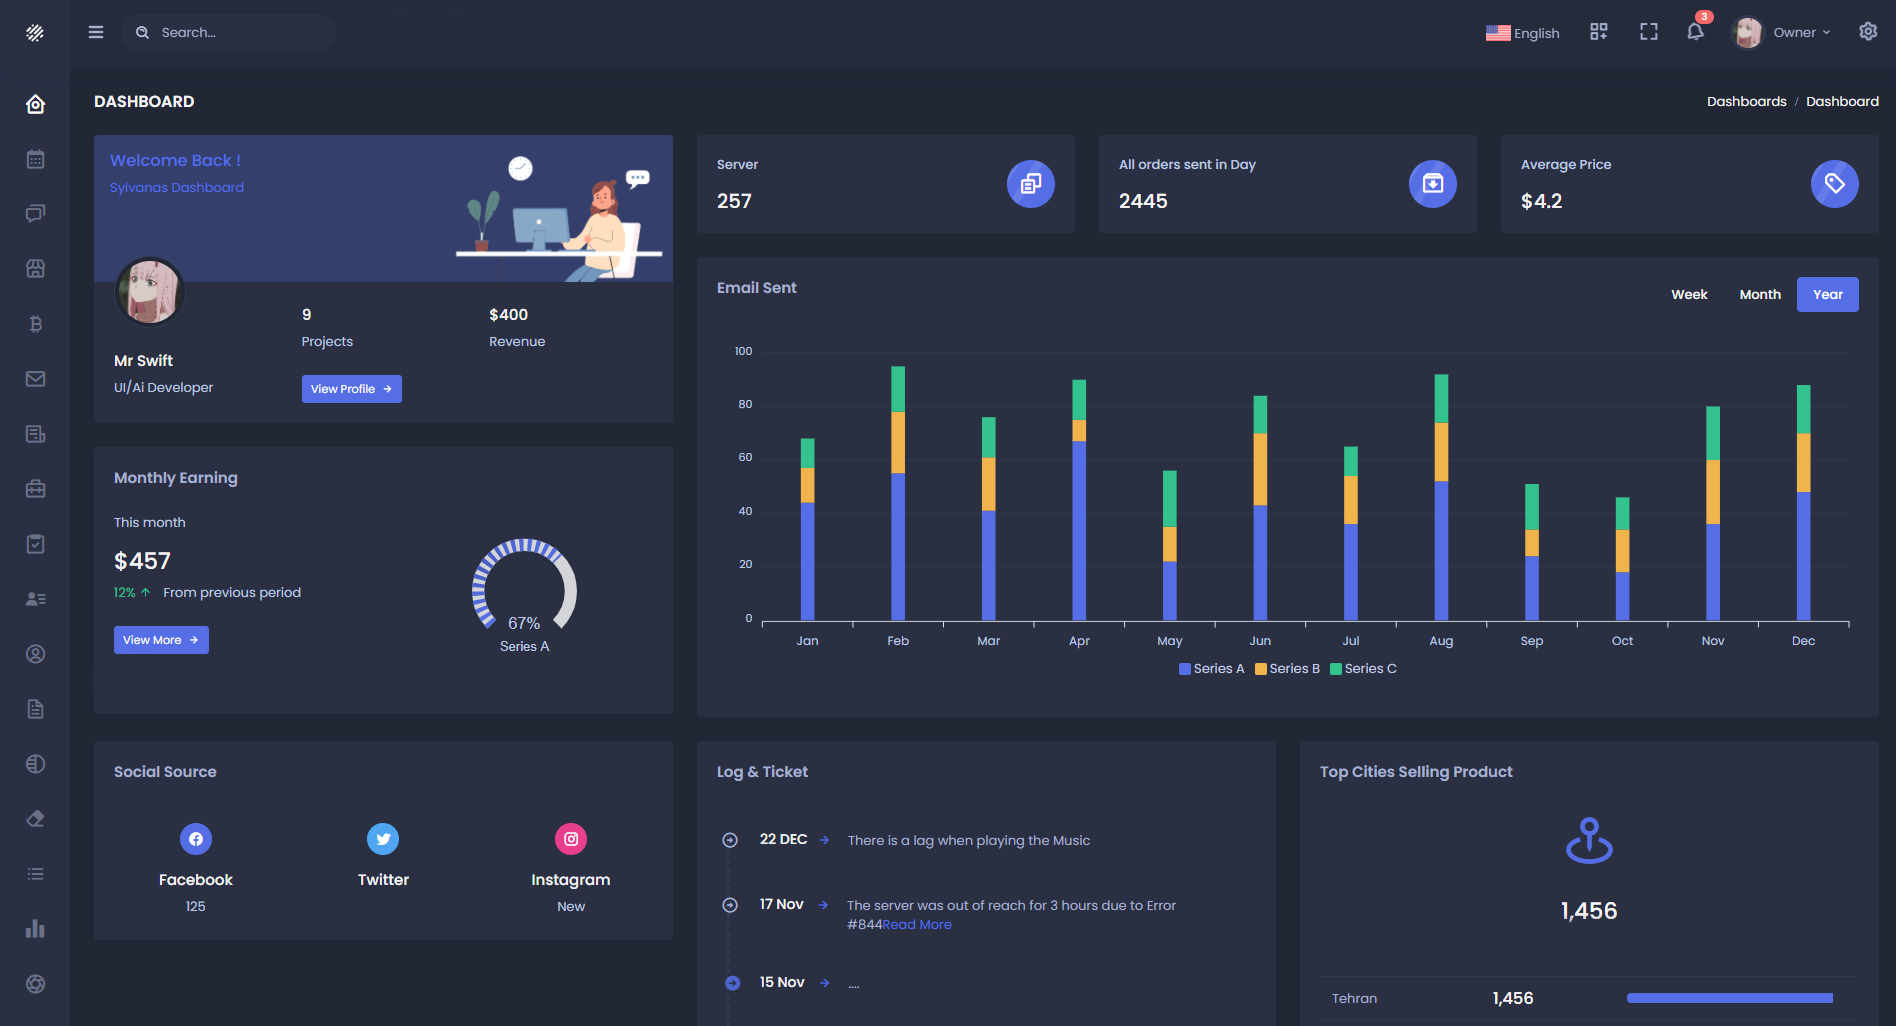 Search...
English
3
Owner
DASHBOARD
Dashboards / Dashboard
Welcome Back !
Sylvanas Dashboard
Mr Swift
UI/Ai Developer
9
Projects
$400
Revenue
View Profile
Server
257
All orders sent in Day
2445
Average Price
$4.2
Monthly Earning
This month
$457
12% From previous period
View More
67%
Series A
Email Sent
Week Month Year
100
80
60
40
20
0
Jan Feb Mar Apr May Jun Jul Aug Sep Oct Nov Dec
Series A Series B Series C
Social Source
Facebook
125
Twitter
Instagram
New
Log & Ticket
22 DEC There is a lag when playing the Music
17 Nov The server was out of reach for 3 hours due to Error
#844Read More
15 Nov ....
Top Cities Selling Product
1,456
Tehran 1,456